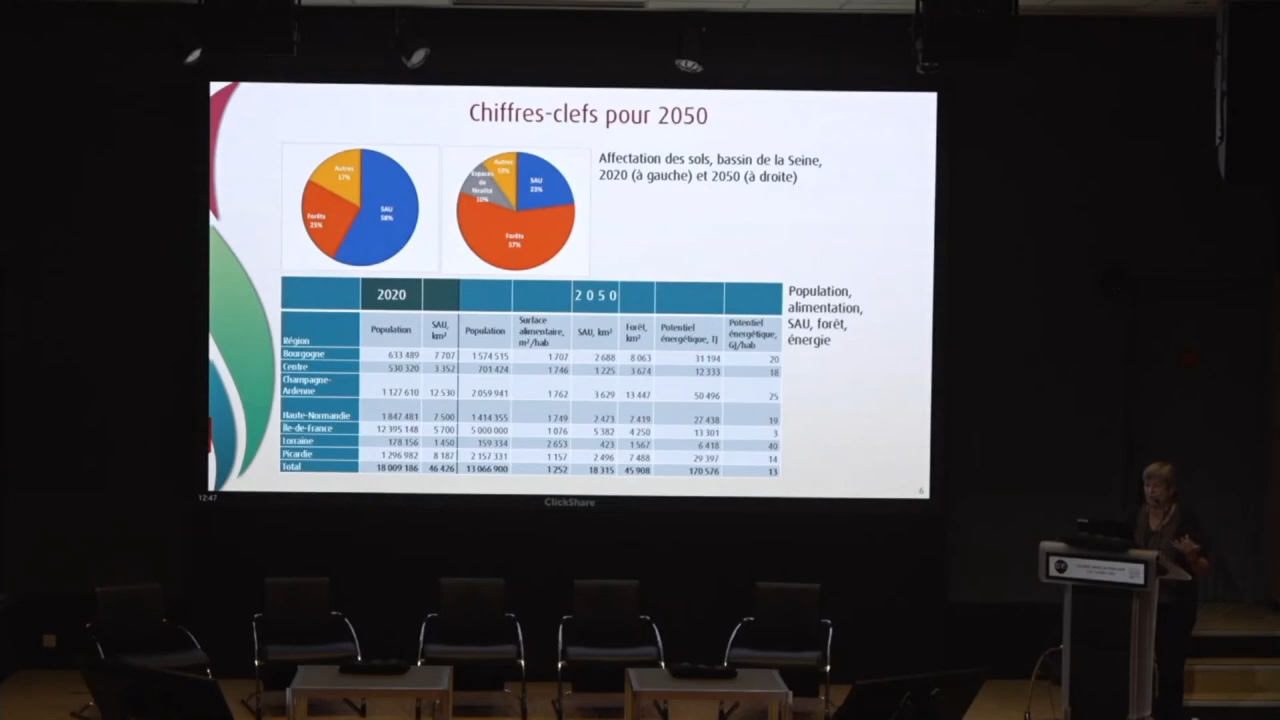 Chiffres-clefs pour 2050
Autres
17%
Forêts
25%
SAU
58%
Autres
10%
Espaces
de
10%
SAU
23%
Forêts
57%
Affectation des sols, bassin de la Seine,
2020 (à gauche) et 2050 (à droite)
2020 2 0 5 0
Région Population SAU, km² Population Surface alimentaire, m²/hab SAU, km² Forêt, km² Potentiel énergétique, TJ Potentiel énergétique, GJ/hab
Bourgogne 633 489 7 707 1 574 515 1 707 2 688 8 063 31 194 20
Centre 530 320 3 352 701 424 1 746 1 225 3 674 12 333 18
Champagne-
Ardenne 1 127 610 12 530 2 059 941 1 762 3 629 13 447 50 496 25
Haute-Normandie 1 847 481 7 500 1 414 355 1 749 2 473 7 419 27 438 19
Île-de-France 12 395 148 5 700 5 000 000 1 076 5 382 4 250 13 301 3
Lorraine 178 156 1 450 159 334 2 653 423 1 567 6 418 40
Picardie 1 296 982 8 187 2 157 331 1 157 2 496 7 488 29 397 14
Total 18 009 186 46 426 13 066 900 1 252 18 315 45 908 170 576 13
Population,
alimentation,
SAU, forêt,
énergie
6
12:47
ClickShare